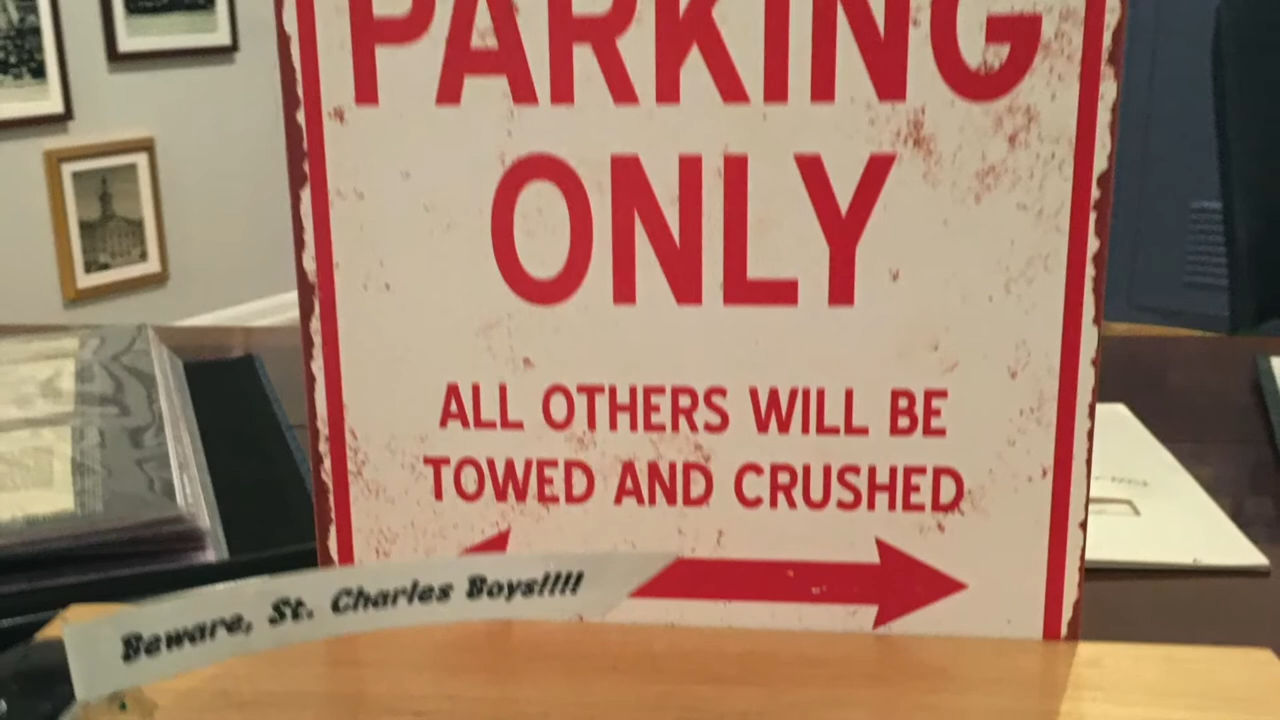 PARKING
ONLY
ALL OTHERS WILL BE
TOWED AND CRUSHED
Beware, St. Charles Boys!!!!